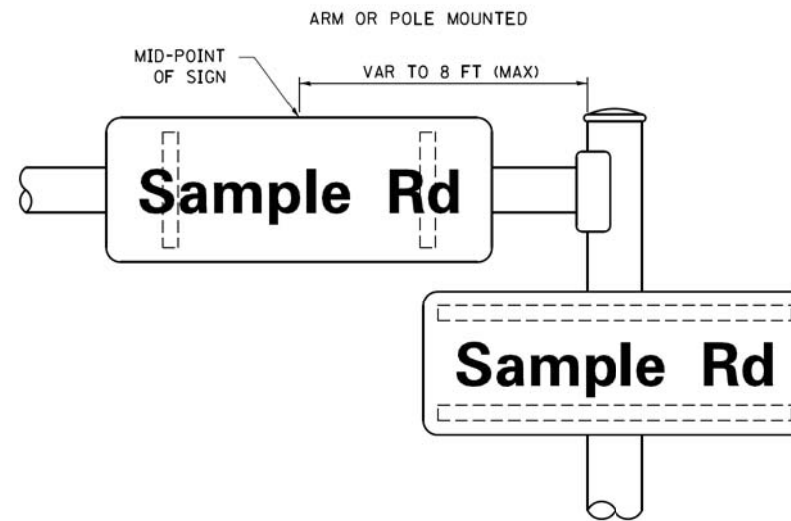 ARM OR POLE MOUNTED
MID-POINT
OF SIGN
VAR TO 8 FT (MAX)
Sample Rd
Sample Rd